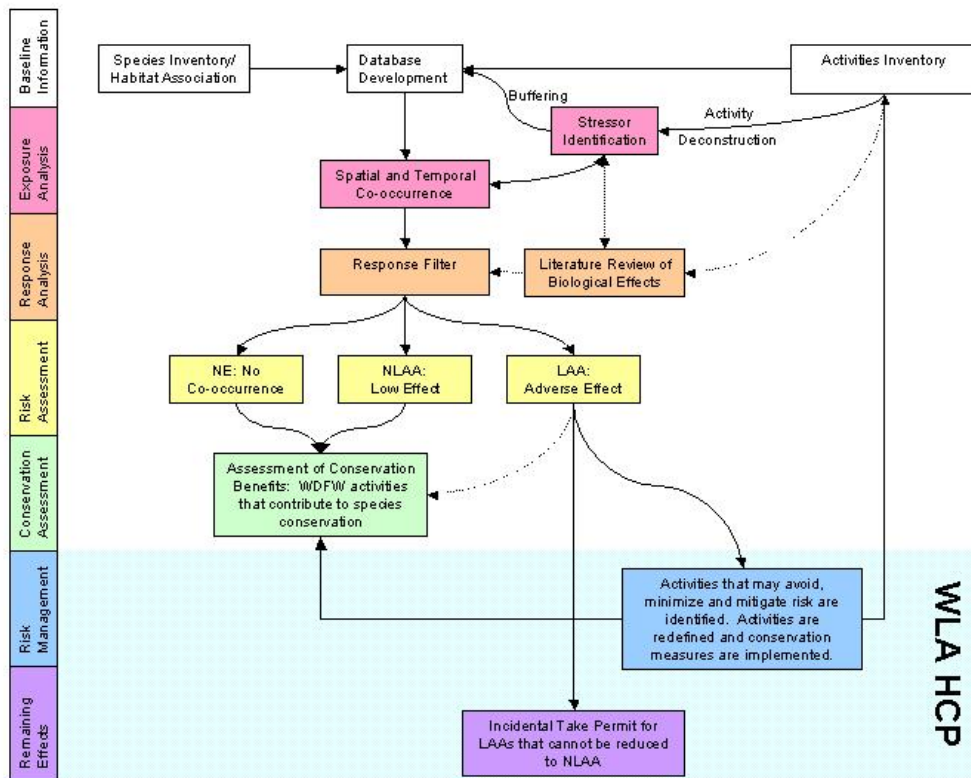 Baseline
Information
Species Inventory/
Habitat Association
Database
Development
Activities Inventory
Buffering
Exposure
Analysis
Stressor
Identification
Activity
Deconstruction
Spatial and Temporal
Co-occurrence
Response
Analysis
Response Filter
Literature Review of
Biological Effects
Risk
Assessment
NE: No
Co-occurrence
NLAA:
Low Effect
LAA:
Adverse Effect
Conservation
Assessment
Assessment of Conservation
Benefits: WDFW activities
that contribute to species
conservation
Risk
Management
Activities that may avoid,
minimize and mitigate risk are
identified. Activities are
redefined and conservation
measures are implemented.
WLA HCP
Remaining
Effects
Incidental Take Permit for
LAAs that cannot be reduced
to NLAA